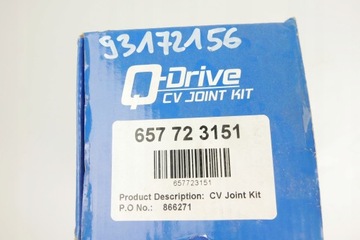 93172156
Q-Drive
CV JOINT KIT
657 72 3151
657723151
Product Description: CV Joint Kit
P.O No.: 866271